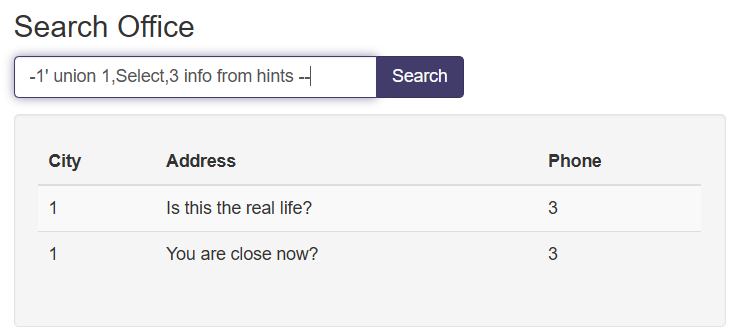 Search Office
-1' union 1,Select,3 info from hints --
Search
City Address Phone
1 Is this the real life? 3
1 You are close now? 3